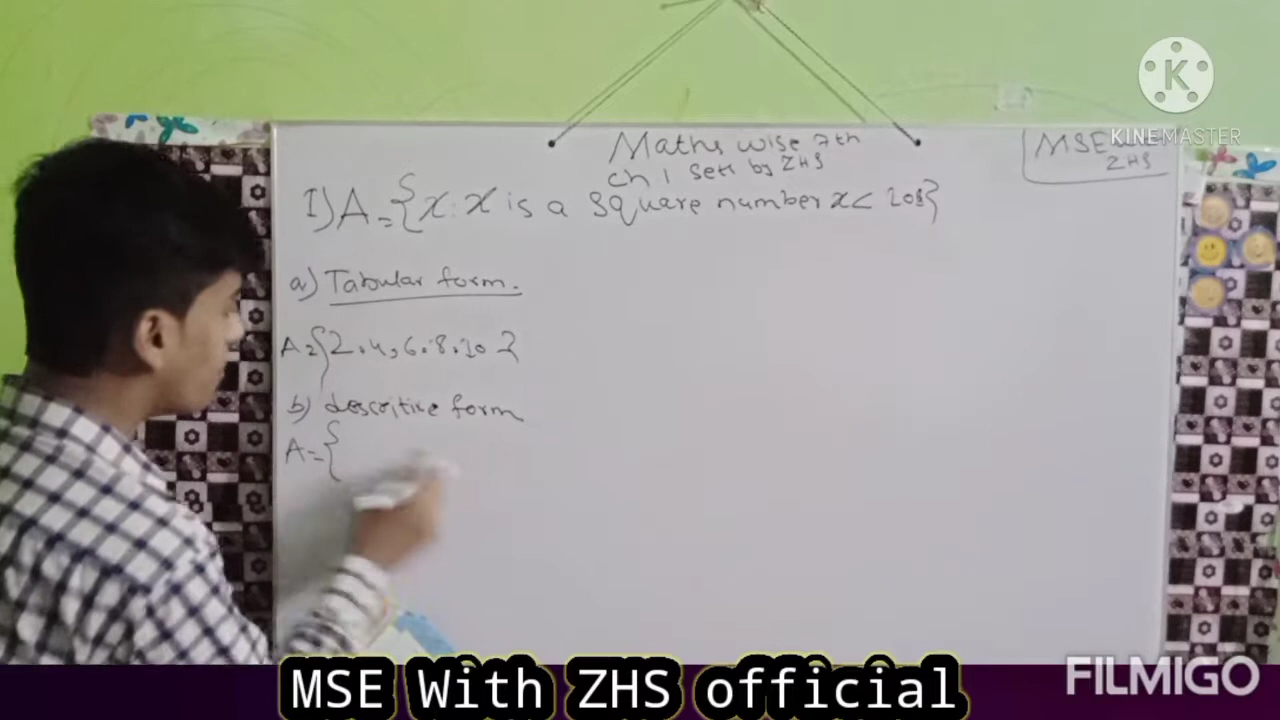 Maths wise 7th
ch 1 sets by ZHS
MSE
ZHS
KINEMASTER
I) A = {x : x is a square number x <
a) Tabular form.
A = {2, 4, 6, 8, 10 }
b) descritive form
A = {
MSE With ZHS official
FILMIGO